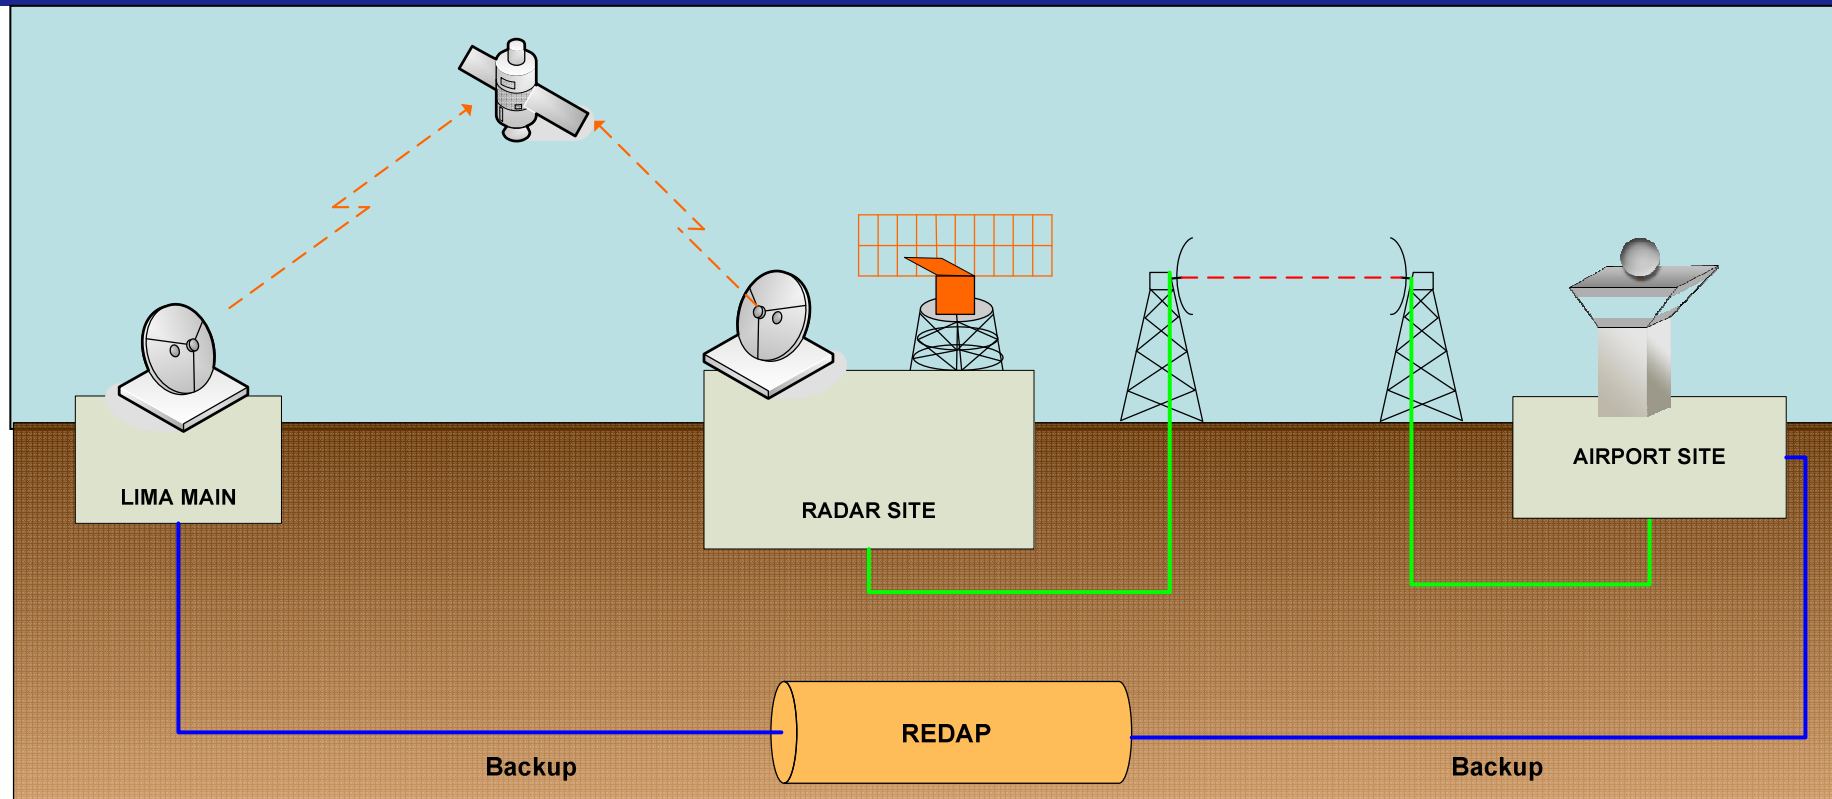 LIMA MAIN
RADAR SITE
AIRPORT SITE
REDAP
Backup
Backup